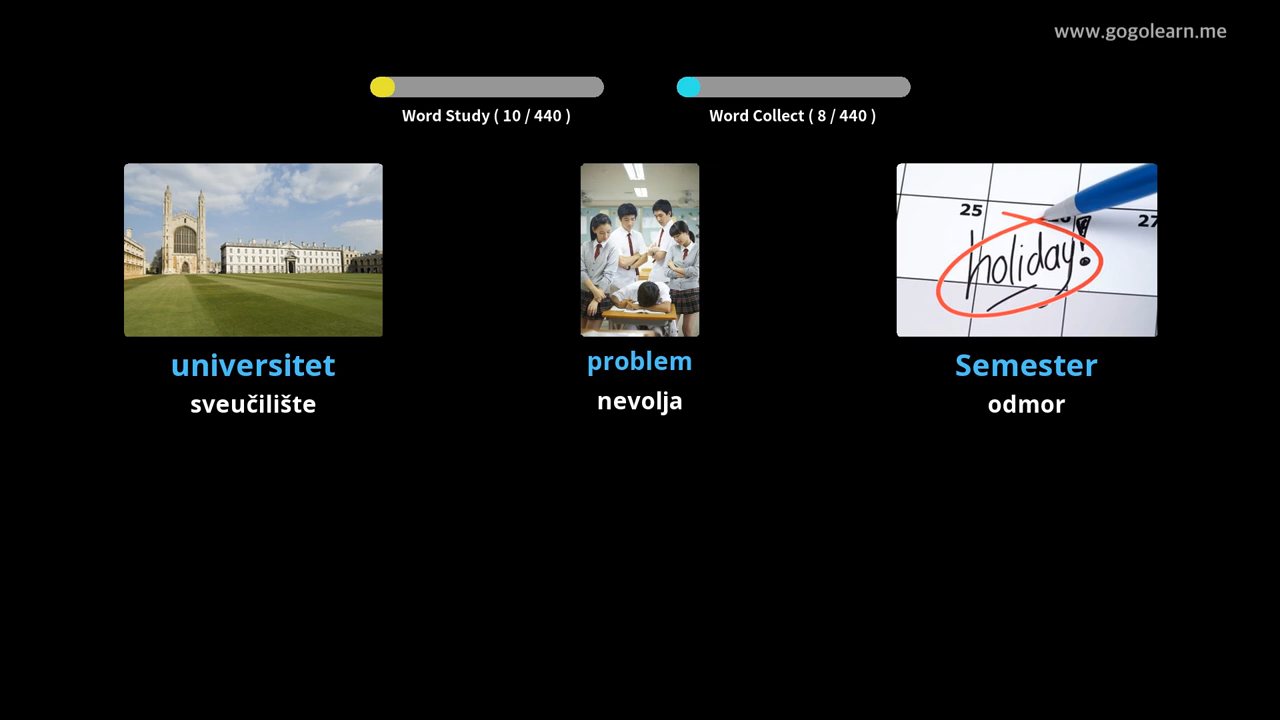 www.gogolearn.me
Word Study ( 10 / 440 )
Word Collect ( 8 / 440 )
25
27
holiday!
universitet
problem
Semester
sveučilište
nevolja
odmor